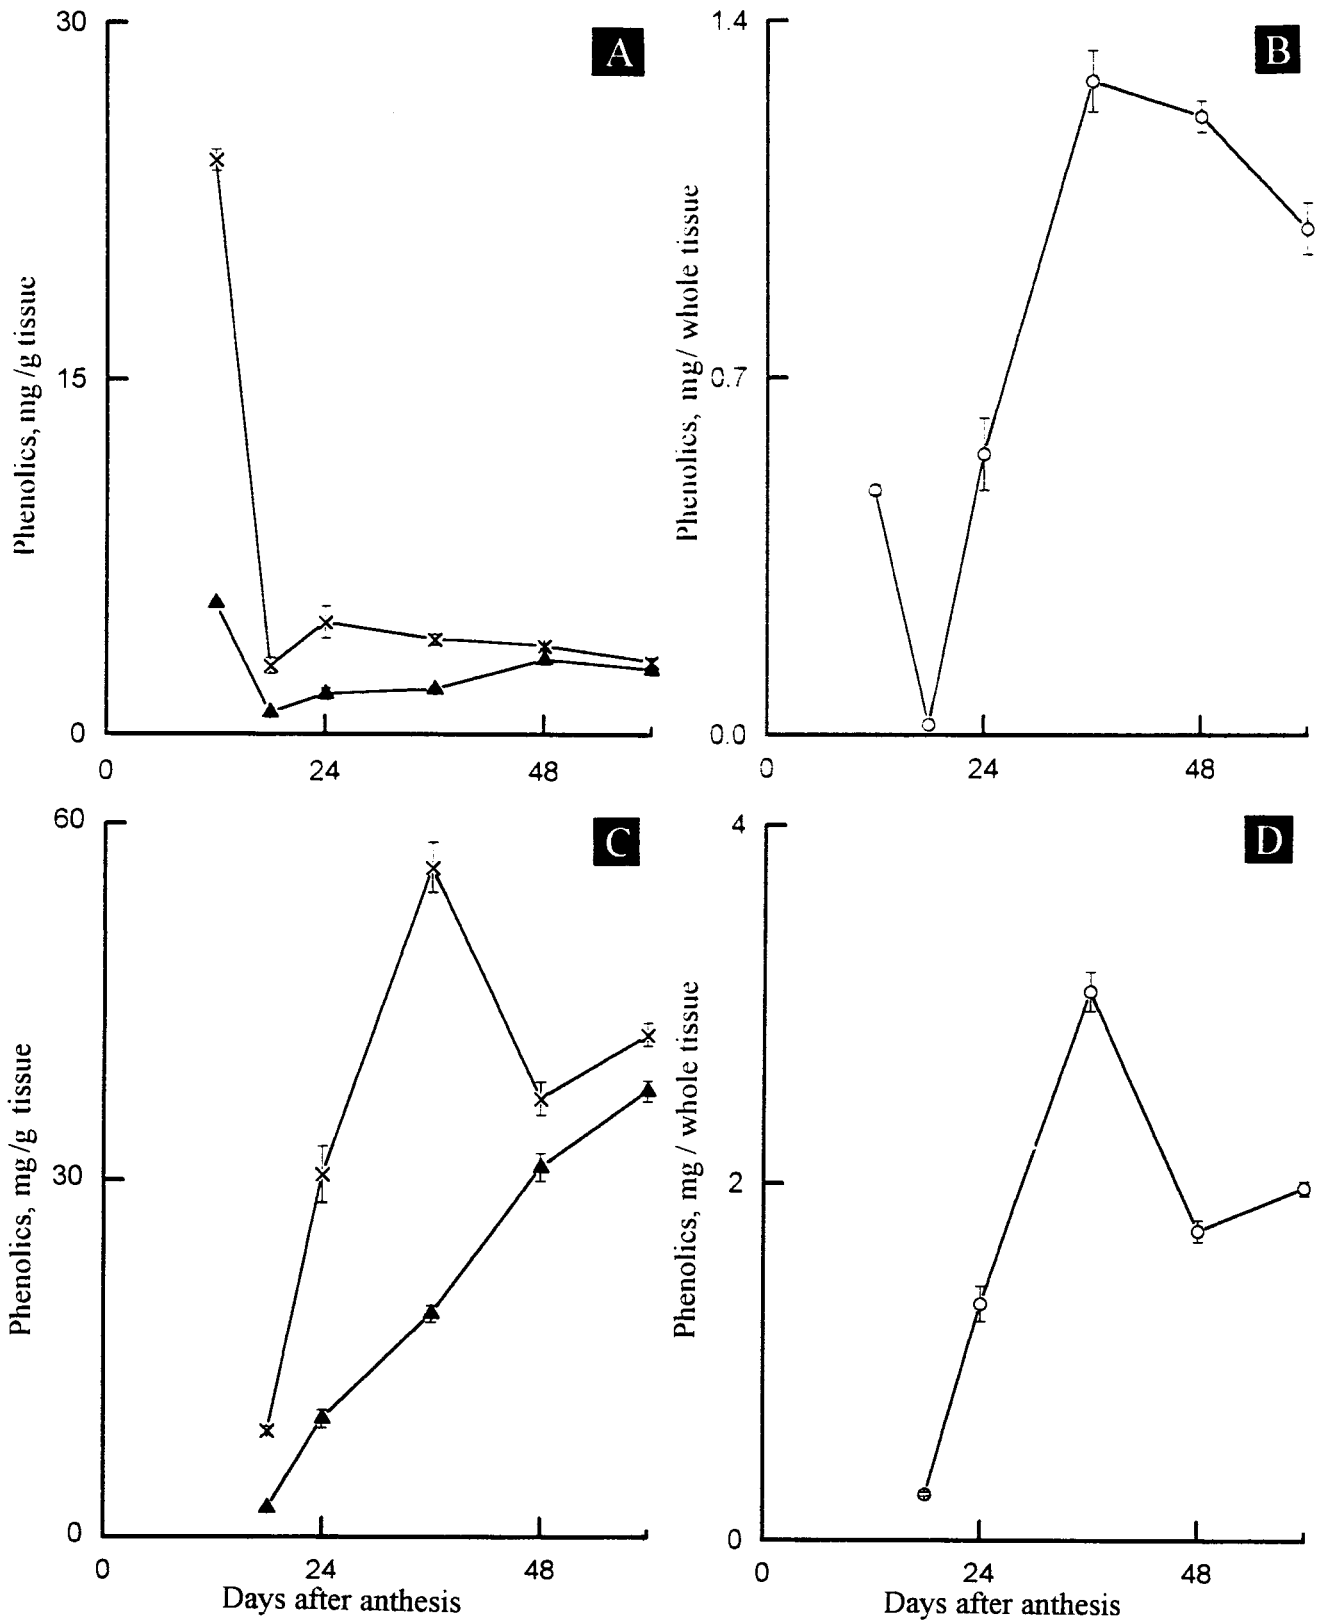 30
A
Phenolics, mg/g tissue
15
0
0
24
48
1.4
B
Phenolics, mg/ whole tissue
0.7
0.0
0
24
48
60
C
Phenolics, mg/g tissue
30
0
0
24
48
Days after anthesis
4
D
Phenolics, mg / whole tissue
2
0
0
24
48
Days after anthesis